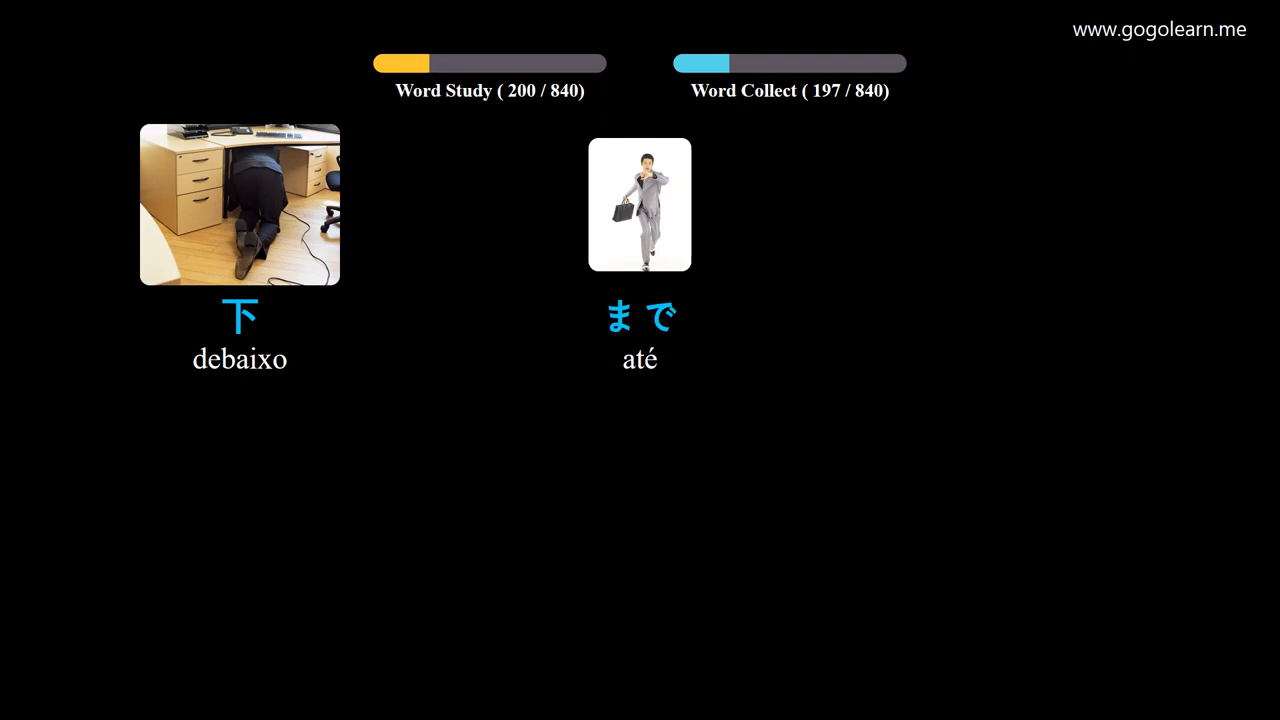 www.gogolearn.me
Word Study ( 200 / 840)
Word Collect ( 197 / 840)
下
debaixo
まで
até